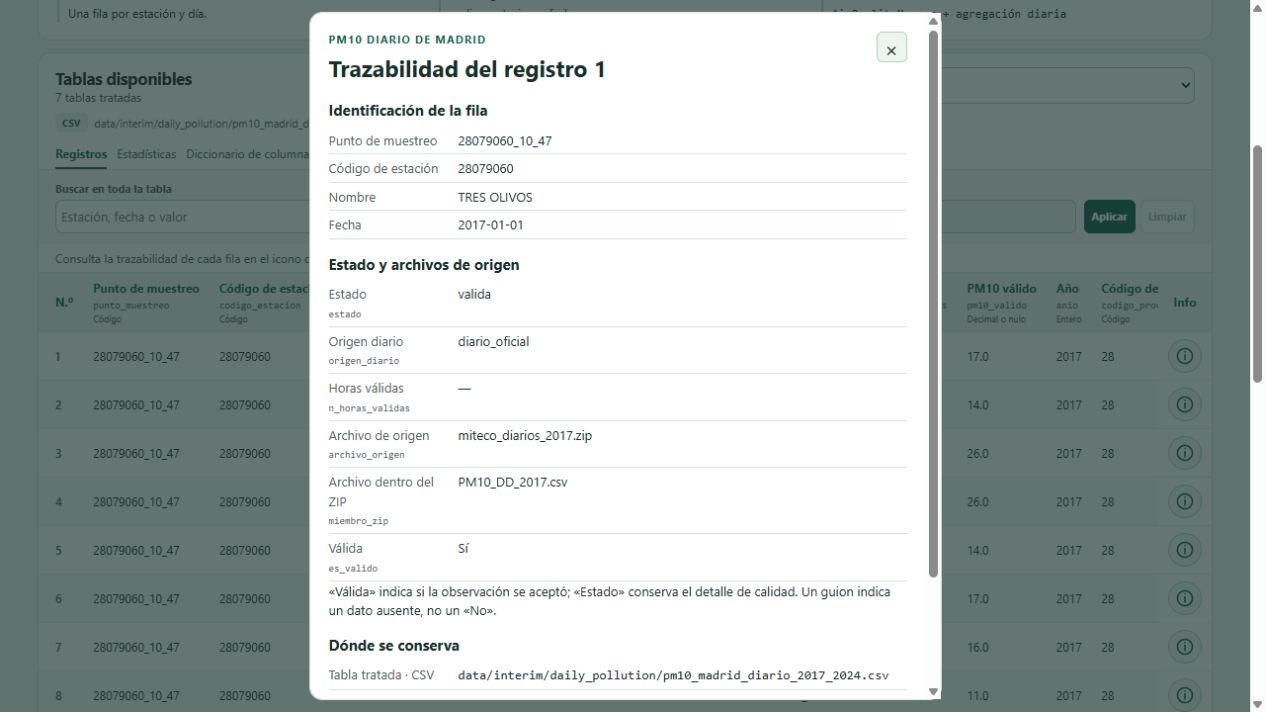 Una fila por estación y día.
+ agregación diaria
Tablas disponibles
7 tablas tratadas
CSV data/interim/daily_pollution/pm10_madrid_d
Registros Estadísticas Diccionario de columna
Buscar en toda la tabla
Estación, fecha o valor
Aplicar
Limpiar
Consulta la trazabilidad de cada fila en el icono
N.º
Punto de muestreo
punto_muestreo
Código
Código de estac
codigo_estacion
Código
PM10 válido
pm10_valido
Decimal o nulo
Año
anio
Entero
Código de
codigo_pro
Código
Info
1 28079060_10_47 28079060 17.0 2017 28
2 28079060_10_47 28079060 14.0 2017 28
3 28079060_10_47 28079060 26.0 2017 28
4 28079060_10_47 28079060 26.0 2017 28
5 28079060_10_47 28079060 14.0 2017 28
6 28079060_10_47 28079060 17.0 2017 28
7 28079060_10_47 28079060 16.0 2017 28
8 28079060_10_47 28079060 11.0 2017 28
PM10 DIARIO DE MADRID
Trazabilidad del registro 1
×
Identificación de la fila
Punto de muestreo 28079060_10_47
Código de estación 28079060
Nombre TRES OLIVOS
Fecha 2017-01-01
Estado y archivos de origen
Estado valida
estado
Origen diario diario_oficial
origen_diario
Horas válidas —
n_horas_validas
Archivo de origen miteco_diarios_2017.zip
archivo_origen
Archivo dentro del PM10_DD_2017.csv
ZIP
miembro_zip
Válida Sí
es_valido
«Válida» indica si la observación se aceptó; «Estado» conserva el detalle de calidad. Un guion indica
un dato ausente, no un «No».
Dónde se conserva
Tabla tratada · CSV data/interim/daily_pollution/pm10_madrid_diario_2017_2024.csv